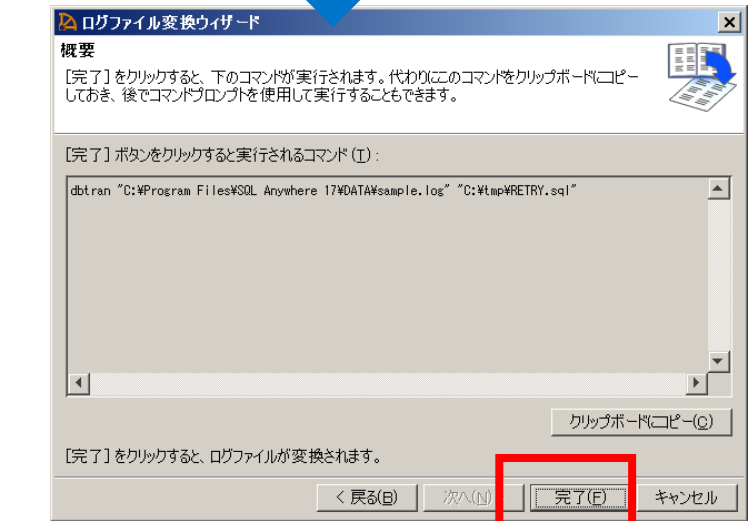 ログファイル変換ウィザード
概要
[完了] をクリックすると、下のコマンドが実行されます。代わりにこのコマンドをクリップボードにコピー
しておき、後でコマンドプロンプトを使用して実行することもできます。
[完了] ボタンをクリックすると実行されるコマンド(T):
dbtran "C:¥Program Files¥SQL Anywhere 17¥DATA¥sample.log" "C:¥tmp¥RETRY.sql"
クリップボードにコピー(C)
[完了] をクリックすると、ログファイルが変換されます。
< 戻る(B) 次へ(N) 完了(F) キャンセル